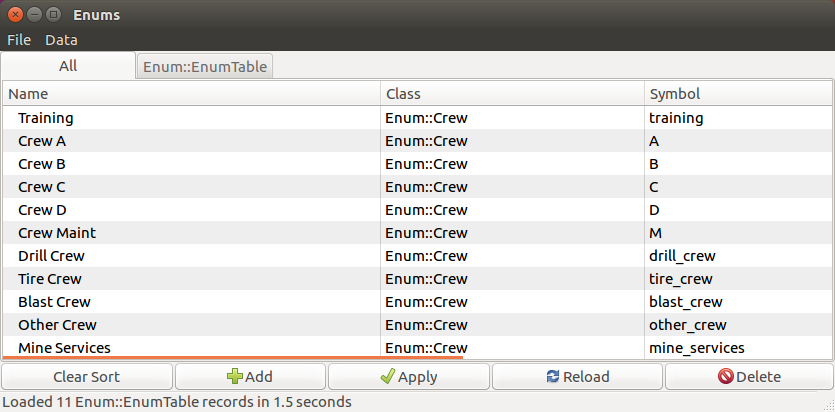 Enums
File Data
All Enum::EnumTable
Name Class Symbol
Training Enum::Crew training
Crew A Enum::Crew A
Crew B Enum::Crew B
Crew C Enum::Crew C
Crew D Enum::Crew D
Crew Maint Enum::Crew M
Drill Crew Enum::Crew drill_crew
Tire Crew Enum::Crew tire_crew
Blast Crew Enum::Crew blast_crew
Other Crew Enum::Crew other_crew
Mine Services Enum::Crew mine_services
Clear Sort Add Apply Reload Delete
Loaded 11 Enum::EnumTable records in 1.5 seconds